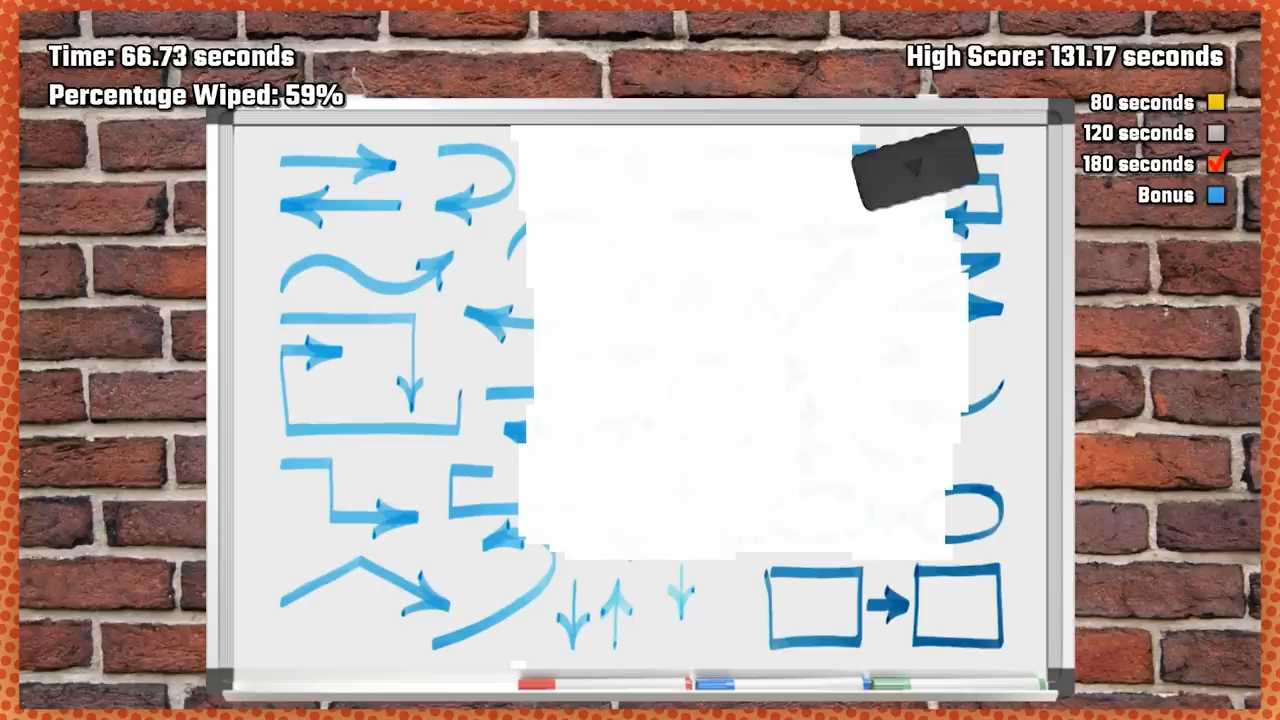 Time: 66.73 seconds
High Score: 131.17 seconds
Percentage Wiped: 59%
80 seconds
120 seconds
180 seconds
Bonus